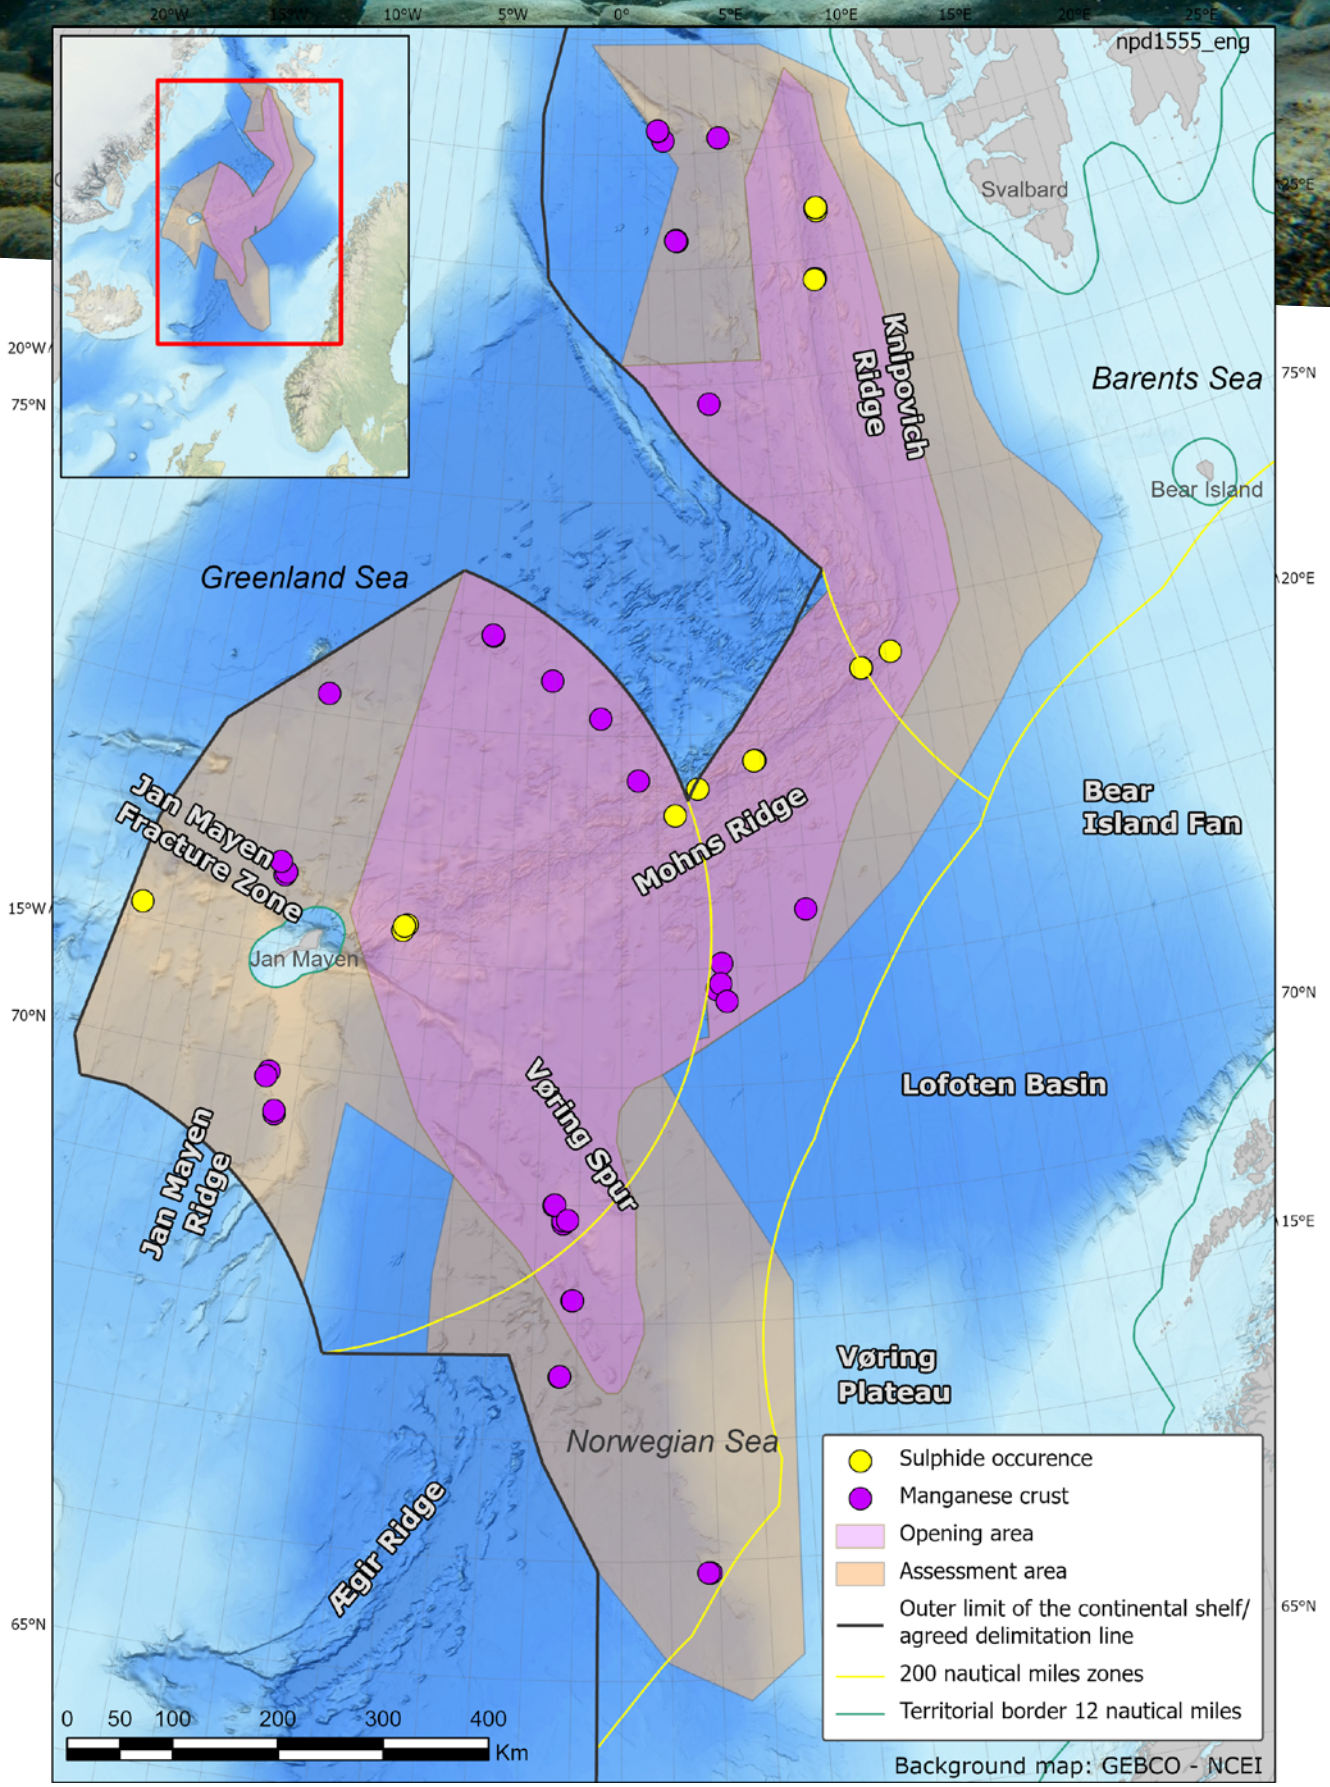 20°W
15°W
10°W
5°W
0°
5°E
10°E
15°E
20°E
25°E
npd1555_eng
Svalbard
25°E
20°W
75°N
Knipovich
Ridge
Barents Sea
75°N
Bear Island
Greenland Sea
20°E
Jan Mayen
Fracture Zone
Mohns Ridge
Bear
Island Fan
15°W
Jan Mayen
70°N
70°N
Vøring Spur
Lofoten Basin
Jan Mayen
Ridge
15°E
Vøring
Plateau
Norwegian Sea
Ægir Ridge
65°N
65°N
Sulphide occurence
Manganese crust
Opening area
Assessment area
Outer limit of the continental shelf/
agreed delimitation line
200 nautical miles zones
Territorial border 12 nautical miles
0 50 100 200 300 400
Km
Background map: GEBCO - NCEI